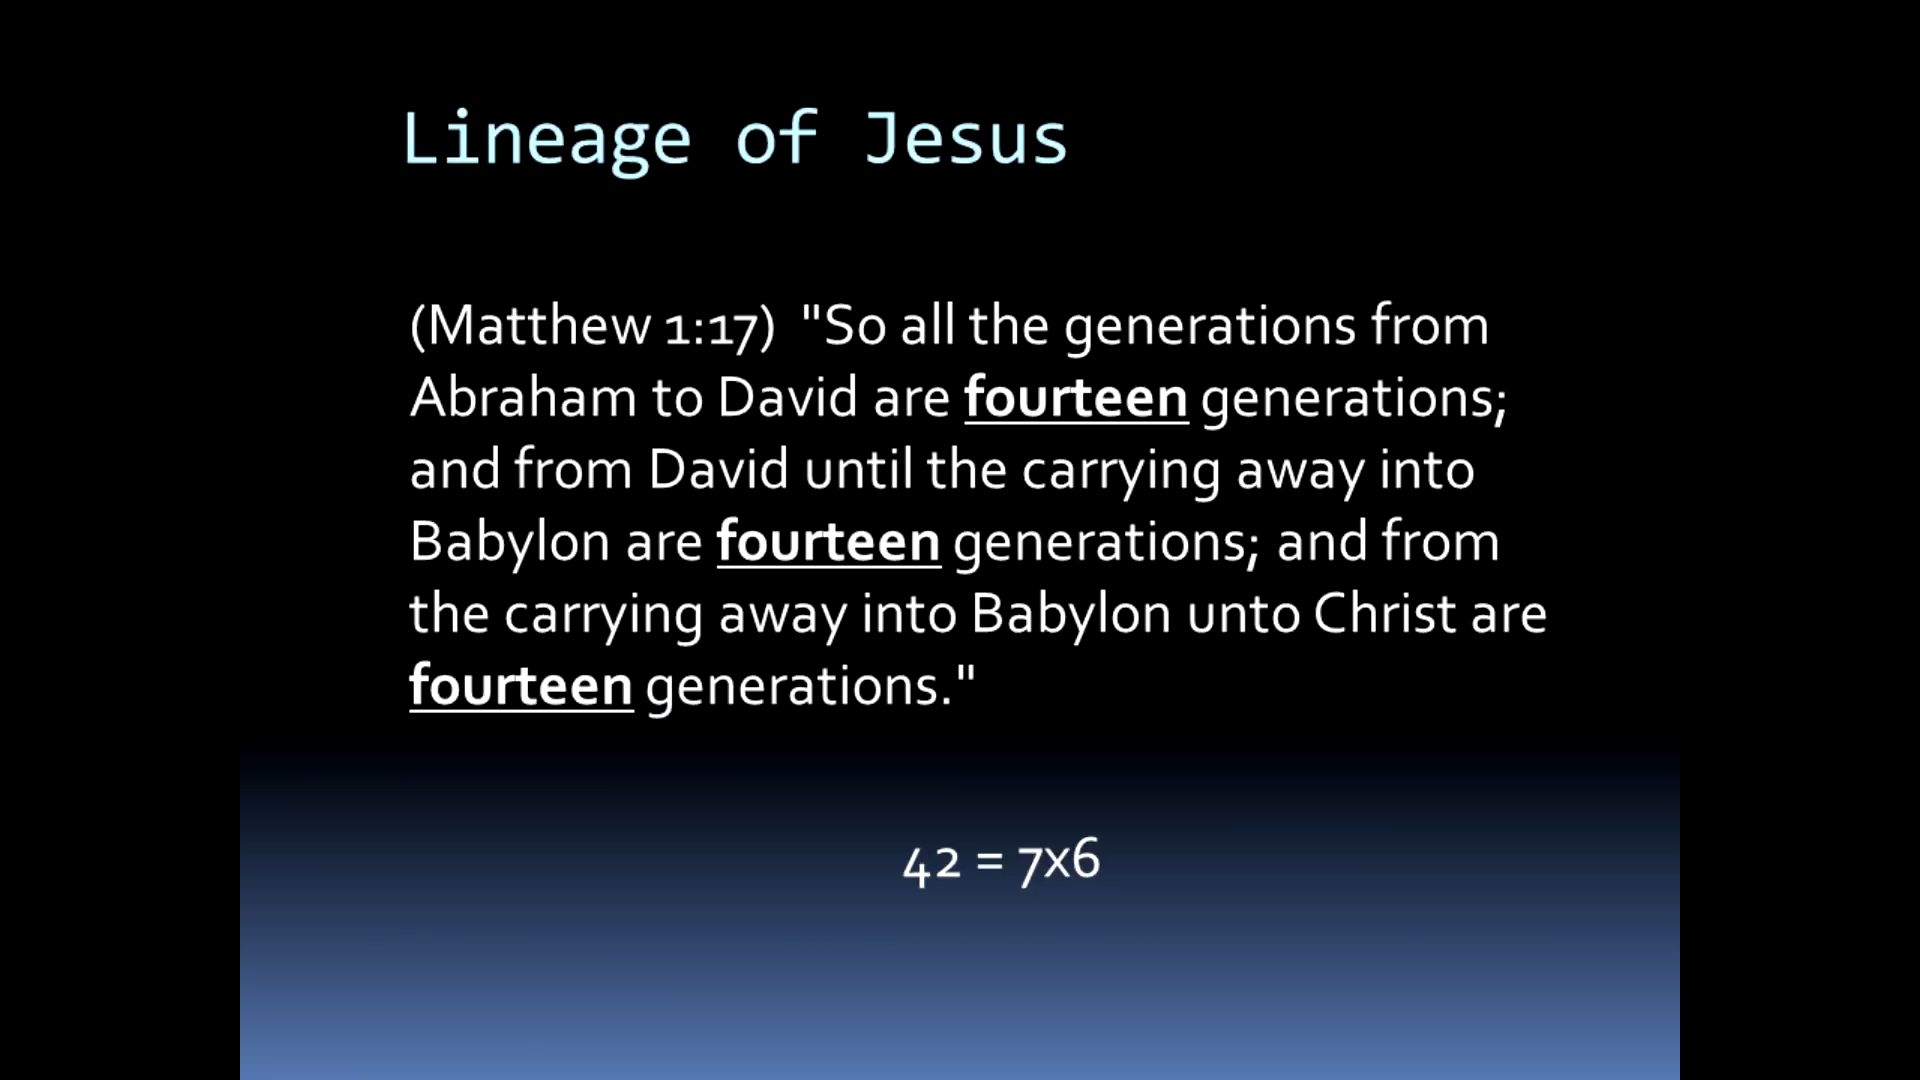 Lineage of Jesus
(Matthew 1:17)  "So all the generations from
Abraham to David are fourteen generations;
and from David until the carrying away into
Babylon are fourteen generations; and from
the carrying away into Babylon unto Christ are
fourteen generations."
42 = 7x6